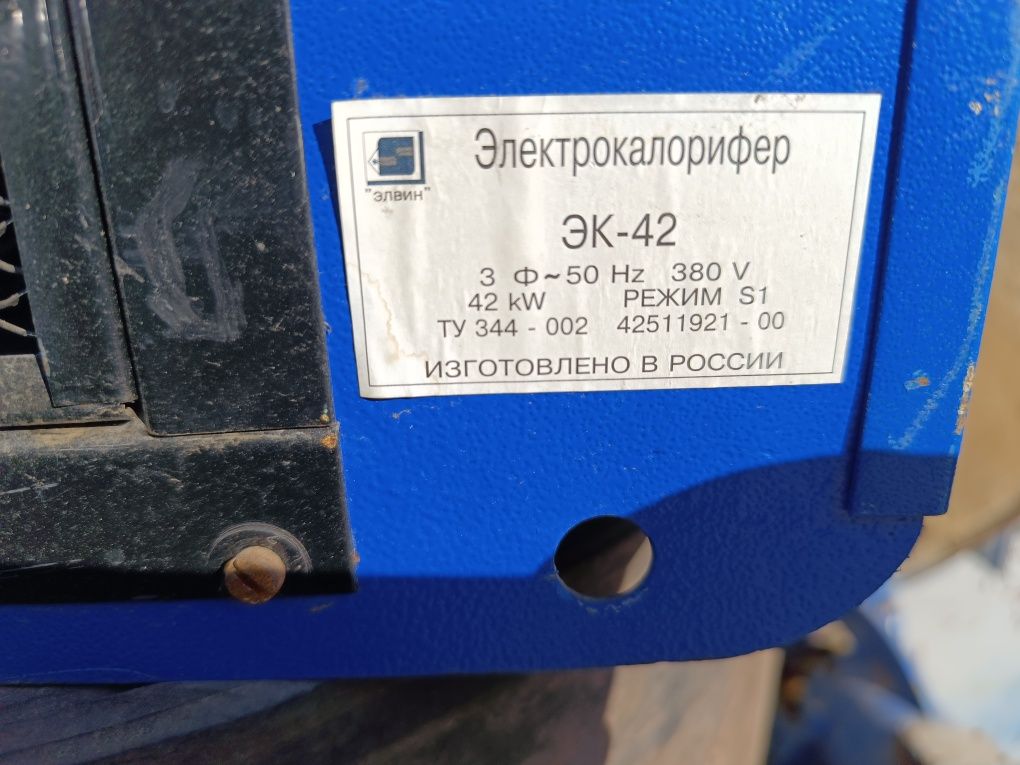 Электрокалорифер
"ЭЛВИН"
ЭК-42
3 Ф ~ 50 Hz 380 V
42 kW РЕЖИМ S1
ТУ 344 - 002 42511921 - 00
ИЗГОТОВЛЕНО В РОССИИ